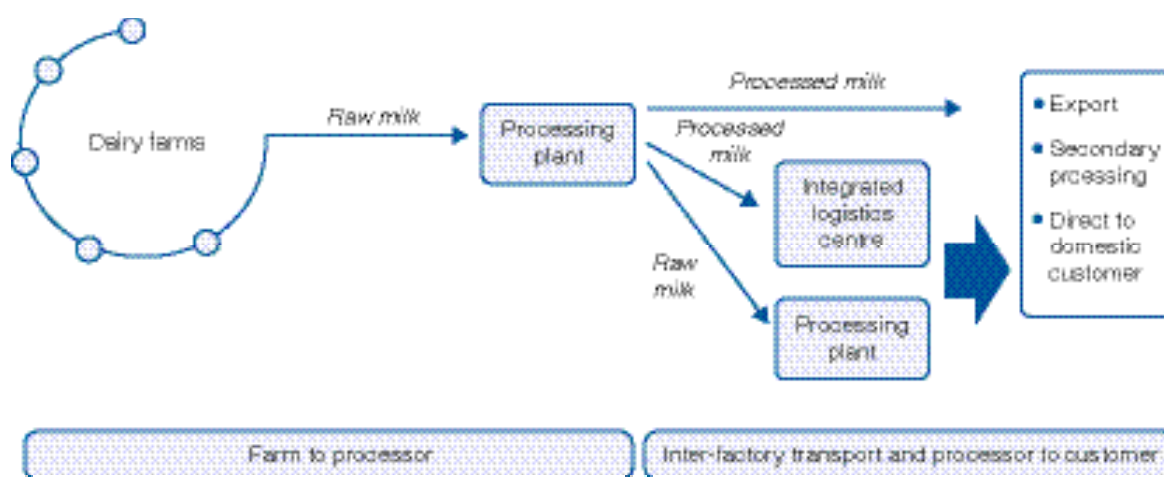 Dairy farms
Raw milk
Processing
plant
Processed milk
Processed
milk
Raw
milk
Integrated
logistics
centre
Processing
plant
• Export
• Secondary
prcessing
• Direct to
domestic
customer
Farm to processor
Inter-factory transport and processor to customer